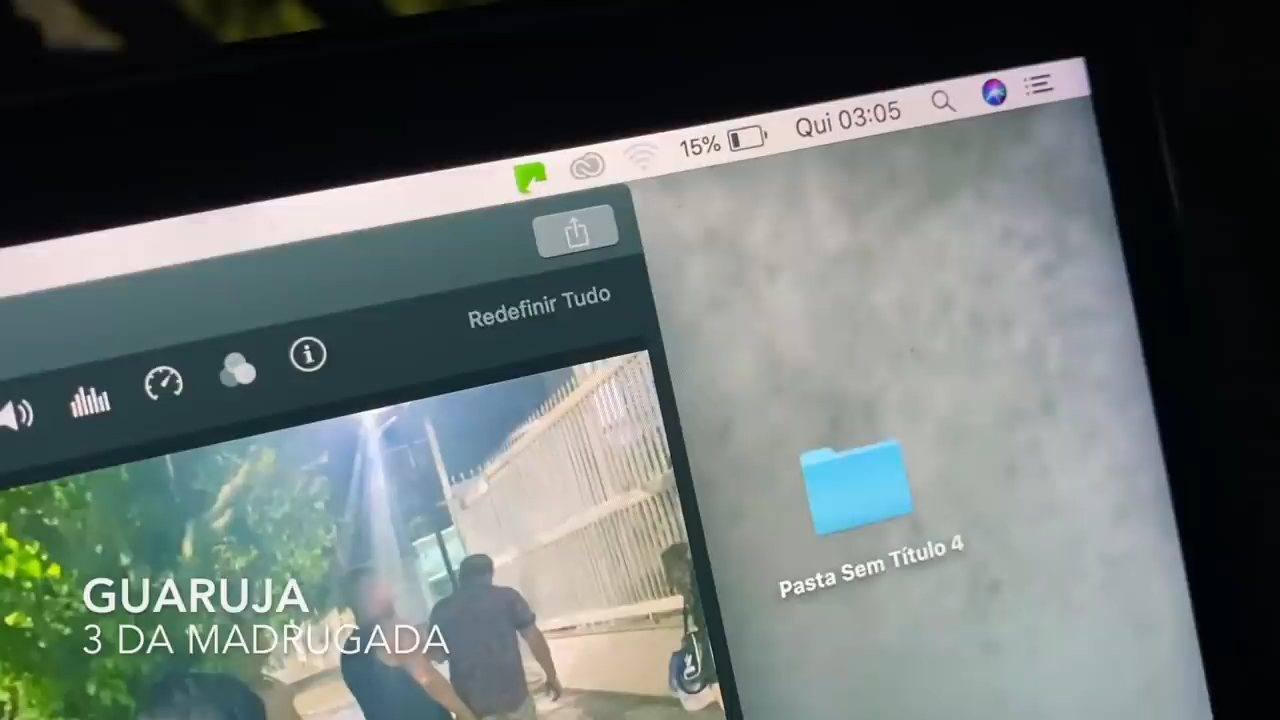 15% Qui 03:05
Redefinir Tudo
Pasta Sem Título 4
GUARUJA
3 DA MADRUGADA